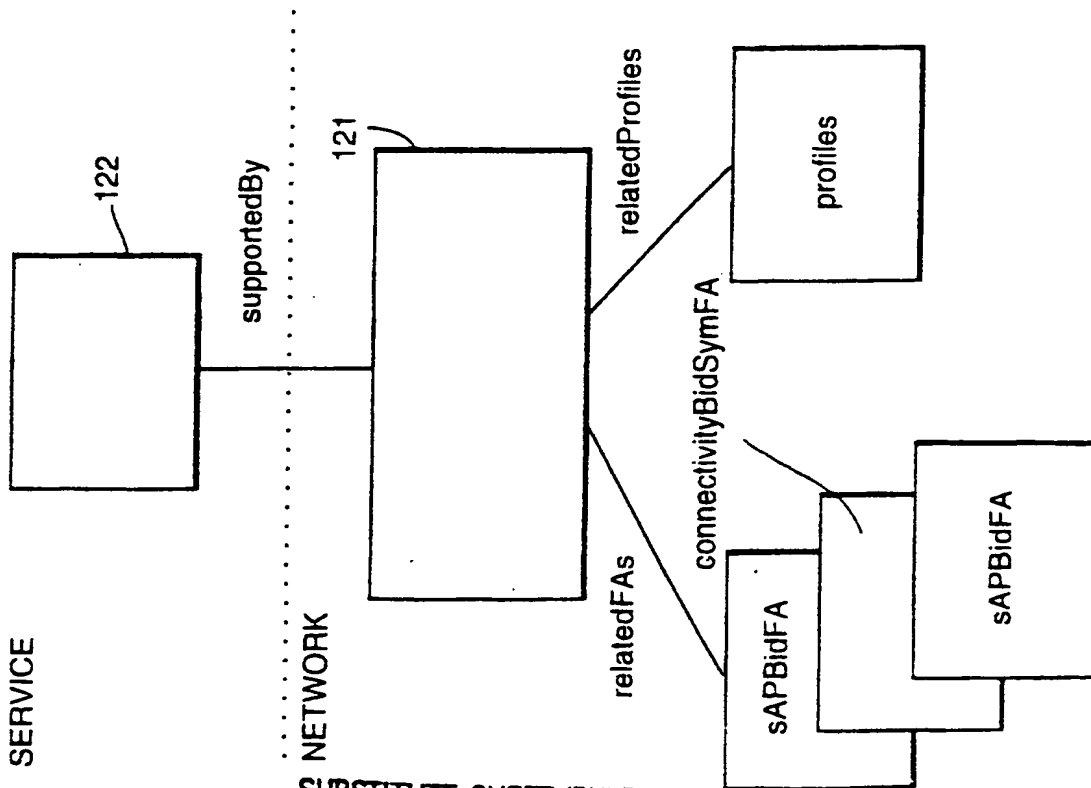 SERVICE
122
supportedBy
NETWORK
121
relatedFAs
relatedProfiles
connectivityBidSymFA
sAPBidFA
sAPBidFA
profiles